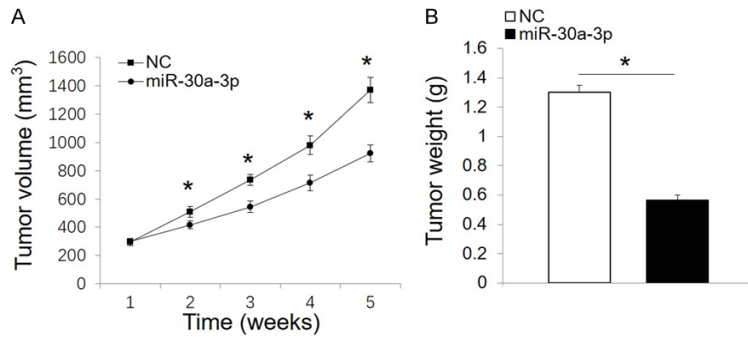 A
Tumor volume (mm3)
1600
1400
1200
1000
800
600
400
200
0
NC
miR-30a-3p
*
*
*
*
1 2 3 4 5
Time (weeks)
B
NC
miR-30a-3p
Tumor weight (g)
1.6
1.4
1.2
1
0.8
0.6
0.4
0.2
0
*